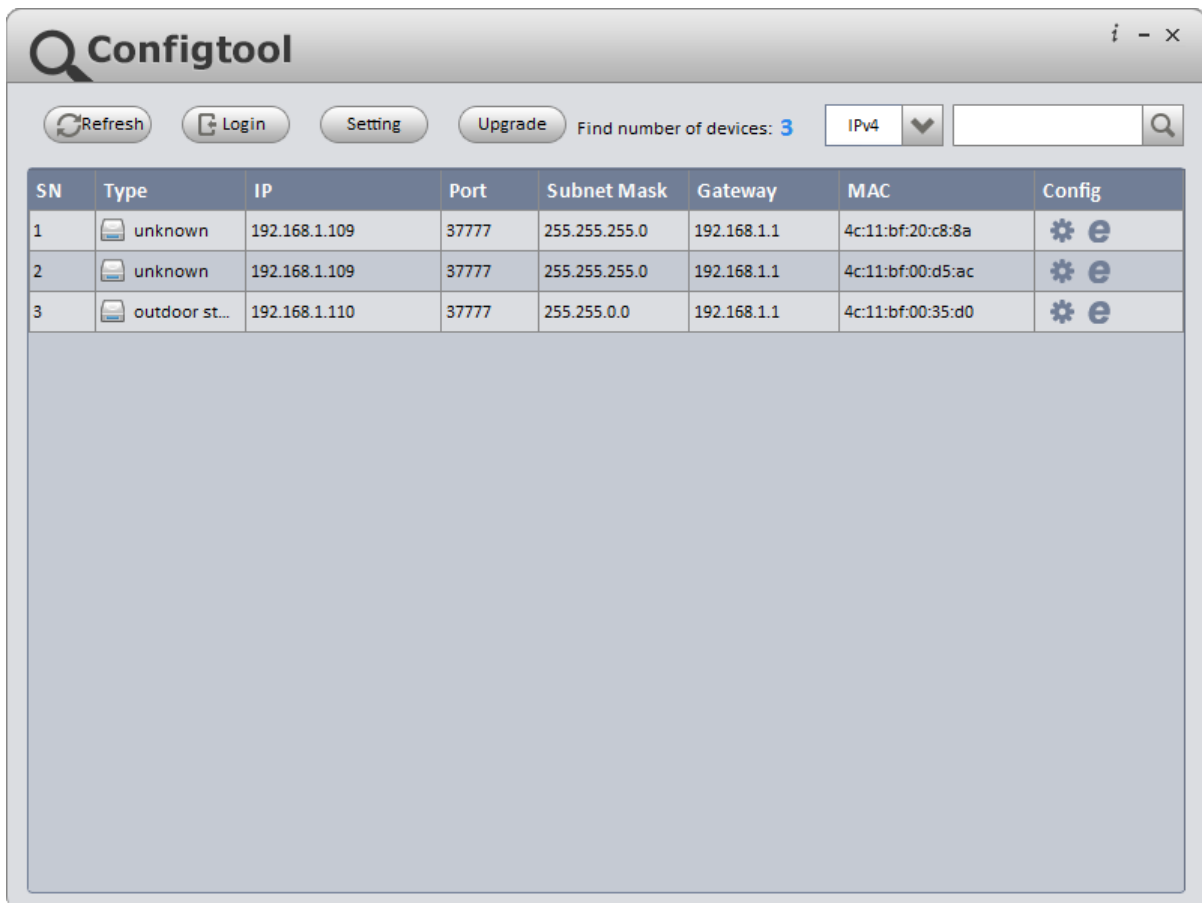 Configtool
Refresh Login Setting Upgrade Find number of devices: 3 IPv4
SN Type IP Port Subnet Mask Gateway MAC Config
1 unknown 192.168.1.109 37777 255.255.255.0 192.168.1.1 4c:11:bf:20:c8:8a
2 unknown 192.168.1.109 37777 255.255.255.0 192.168.1.1 4c:11:bf:00:d5:ac
3 outdoor st... 192.168.1.110 37777 255.255.0.0 192.168.1.1 4c:11:bf:00:35:d0